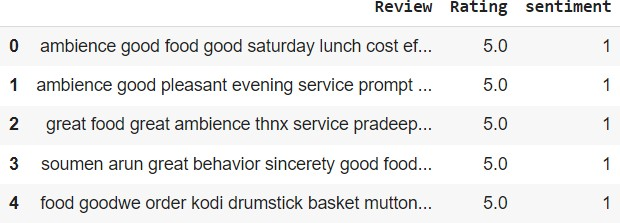 Review Rating sentiment
0 ambience good food good saturday lunch cost ef... 5.0 1
1 ambience good pleasant evening service prompt ... 5.0 1
2 great food great ambience thnx service pradeep... 5.0 1
3 soumen arun great behavior sincerety good food... 5.0 1
4 food goodwe order kodi drumstick basket mutton... 5.0 1